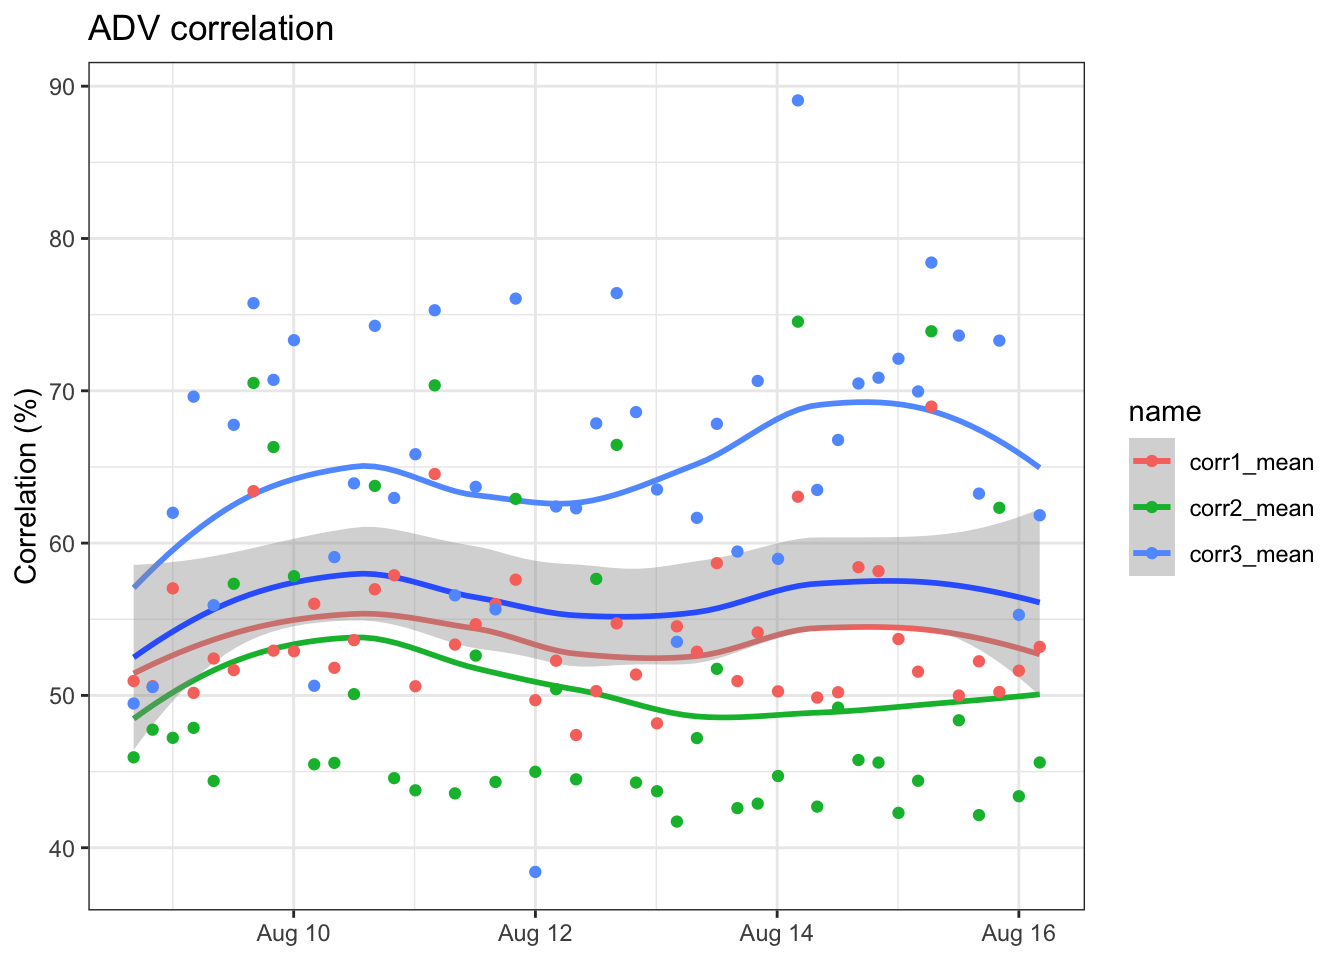 ADV correlation
90
80
70
60
50
40
Correlation (%)
Aug 10
Aug 12
Aug 14
Aug 16
name
corr1_mean
corr2_mean
corr3_mean